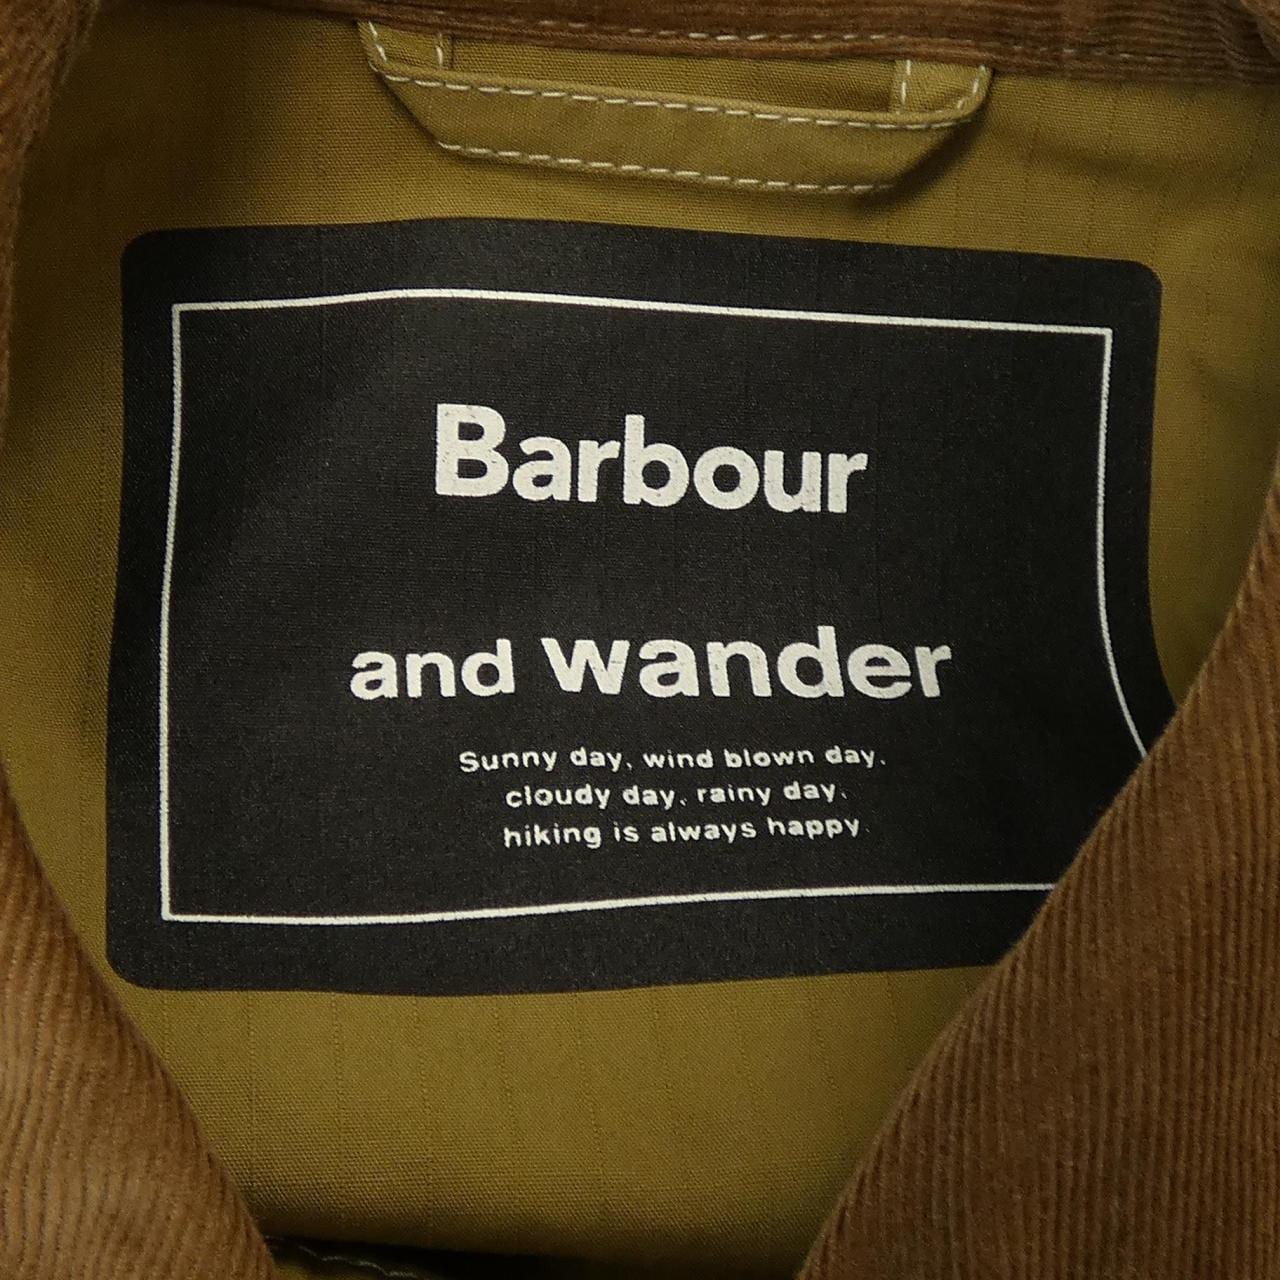 Barbour
and wander
Sunny day, wind blown day,
cloudy day, rainy day,
hiking is always happy.